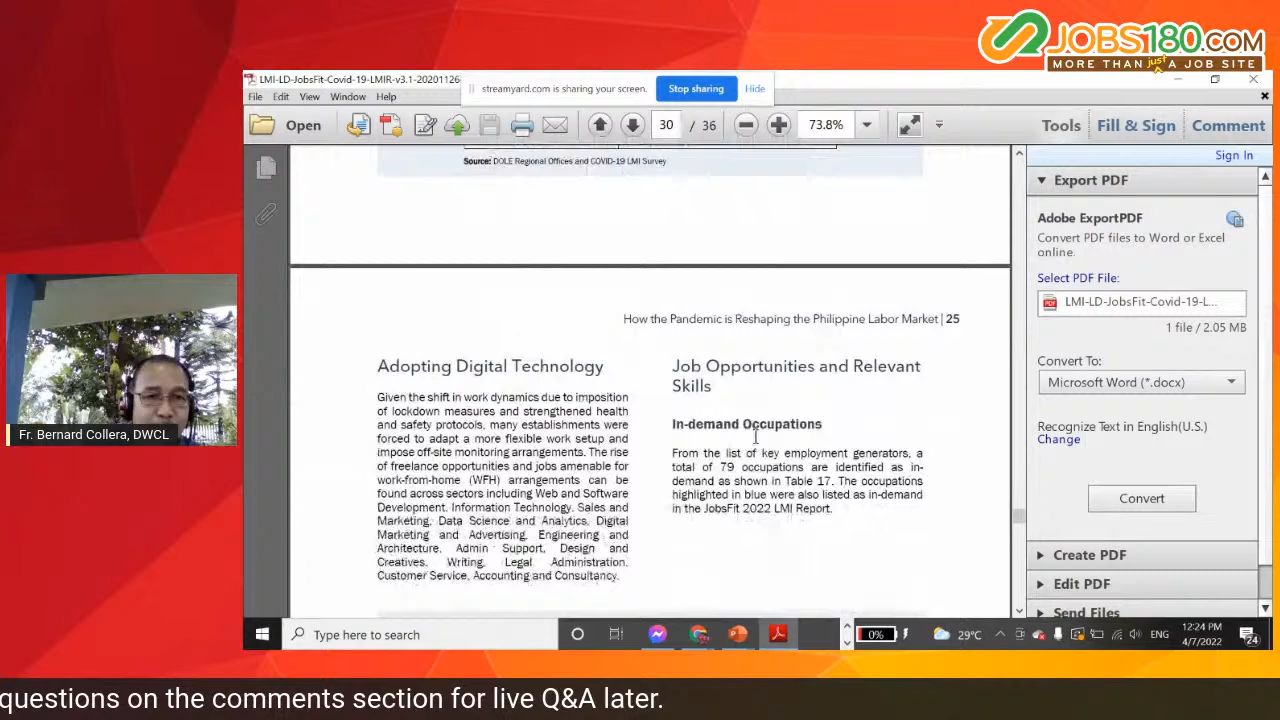 JOBS180.COM
MORE THAN just A JOB SITE
LMI-LD-JobsFit-Covid-19-LMIR-v3.1-20201126
streamyard.com is sharing your screen.
Stop sharing
Hide
File Edit View Window Help
Open
30 / 36
73.8%
Tools
Fill & Sign
Comment
Sign In
Source: DOLE Regional Offices and COVID-19 LMI Survey
How the Pandemic is Reshaping the Philippine Labor Market | 25
Adopting Digital Technology
Given the shift in work dynamics due to imposition
of lockdown measures and strengthened health
and safety protocols, many establishments were
forced to adapt a more flexible work setup and
impose off-site monitoring arrangements. The rise
of freelance opportunities and jobs amenable for
work-from-home (WFH) arrangements can be
found across sectors including Web and Software
Development, Information Technology, Sales and
Marketing, Data Science and Analytics, Digital
Marketing and Advertising, Engineering and
Architecture, Admin Support, Design and
Creatives, Writing, Legal Administration,
Customer Service, Accounting and Consultancy.
Job Opportunities and Relevant
Skills
In-demand Occupations
From the list of key employment generators, a
total of 79 occupations are identified as in-
demand as shown in Table 17. The occupations
highlighted in blue were also listed as in-demand
in the JobsFit 2022 LMI Report.
Export PDF
Adobe ExportPDF
Convert PDF files to Word or Excel
online.
Select PDF File:
LMI-LD-JobsFit-Covid-19-L...
1 file / 2.05 MB
Convert To:
Microsoft Word (*.docx)
Recognize Text in English(U.S.)
Change
Convert
Create PDF
Edit PDF
Send Files
Fr. Bernard Collera, DWCL
Type here to search
0%
29°C
ENG
12:24 PM
4/7/2022
24
questions on the comments section for live Q&A later.